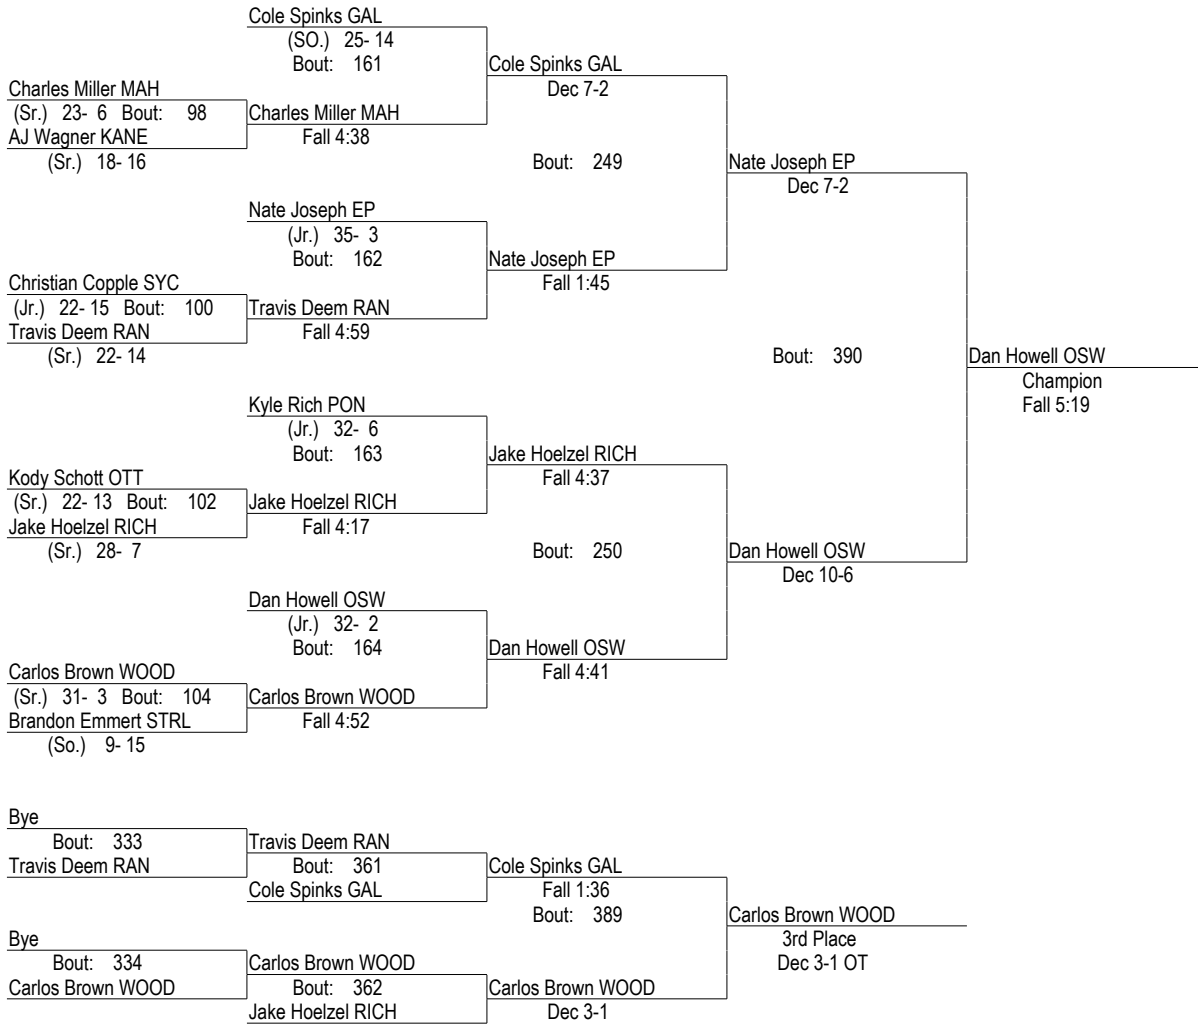 Cole Spinks GAL
(SO.) 25- 14
Bout: 161
Cole Spinks GAL
Dec 7-2
Charles Miller MAH
(Sr.) 23- 6 Bout: 98
Charles Miller MAH
AJ Wagner KANE
Fall 4:38
(Sr.) 18- 16
Bout: 249
Nate Joseph EP
Dec 7-2
Nate Joseph EP
(Jr.) 35- 3
Bout: 162
Nate Joseph EP
Fall 1:45
Christian Copple SYC
(Jr.) 22- 15 Bout: 100
Travis Deem RAN
Travis Deem RAN
Fall 4:59
(Sr.) 22- 14
Bout: 390
Dan Howell OSW
Champion
Fall 5:19
Kyle Rich PON
(Jr.) 32- 6
Bout: 163
Jake Hoelzel RICH
Fall 4:37
Kody Schott OTT
(Sr.) 22- 13 Bout: 102
Jake Hoelzel RICH
Jake Hoelzel RICH
Fall 4:17
(Sr.) 28- 7
Bout: 250
Dan Howell OSW
Dec 10-6
Dan Howell OSW
(Jr.) 32- 2
Bout: 164
Dan Howell OSW
Fall 4:41
Carlos Brown WOOD
(Sr.) 31- 3 Bout: 104
Carlos Brown WOOD
Brandon Emmert STRL
Fall 4:52
(So.) 9- 15
Bye
Bout: 333
Travis Deem RAN
Travis Deem RAN
Bout: 361
Cole Spinks GAL
Cole Spinks GAL
Fall 1:36
Bout: 389
Carlos Brown WOOD
3rd Place
Dec 3-1 OT
Bye
Bout: 334
Carlos Brown WOOD
Carlos Brown WOOD
Bout: 362
Carlos Brown WOOD
Jake Hoelzel RICH
Dec 3-1